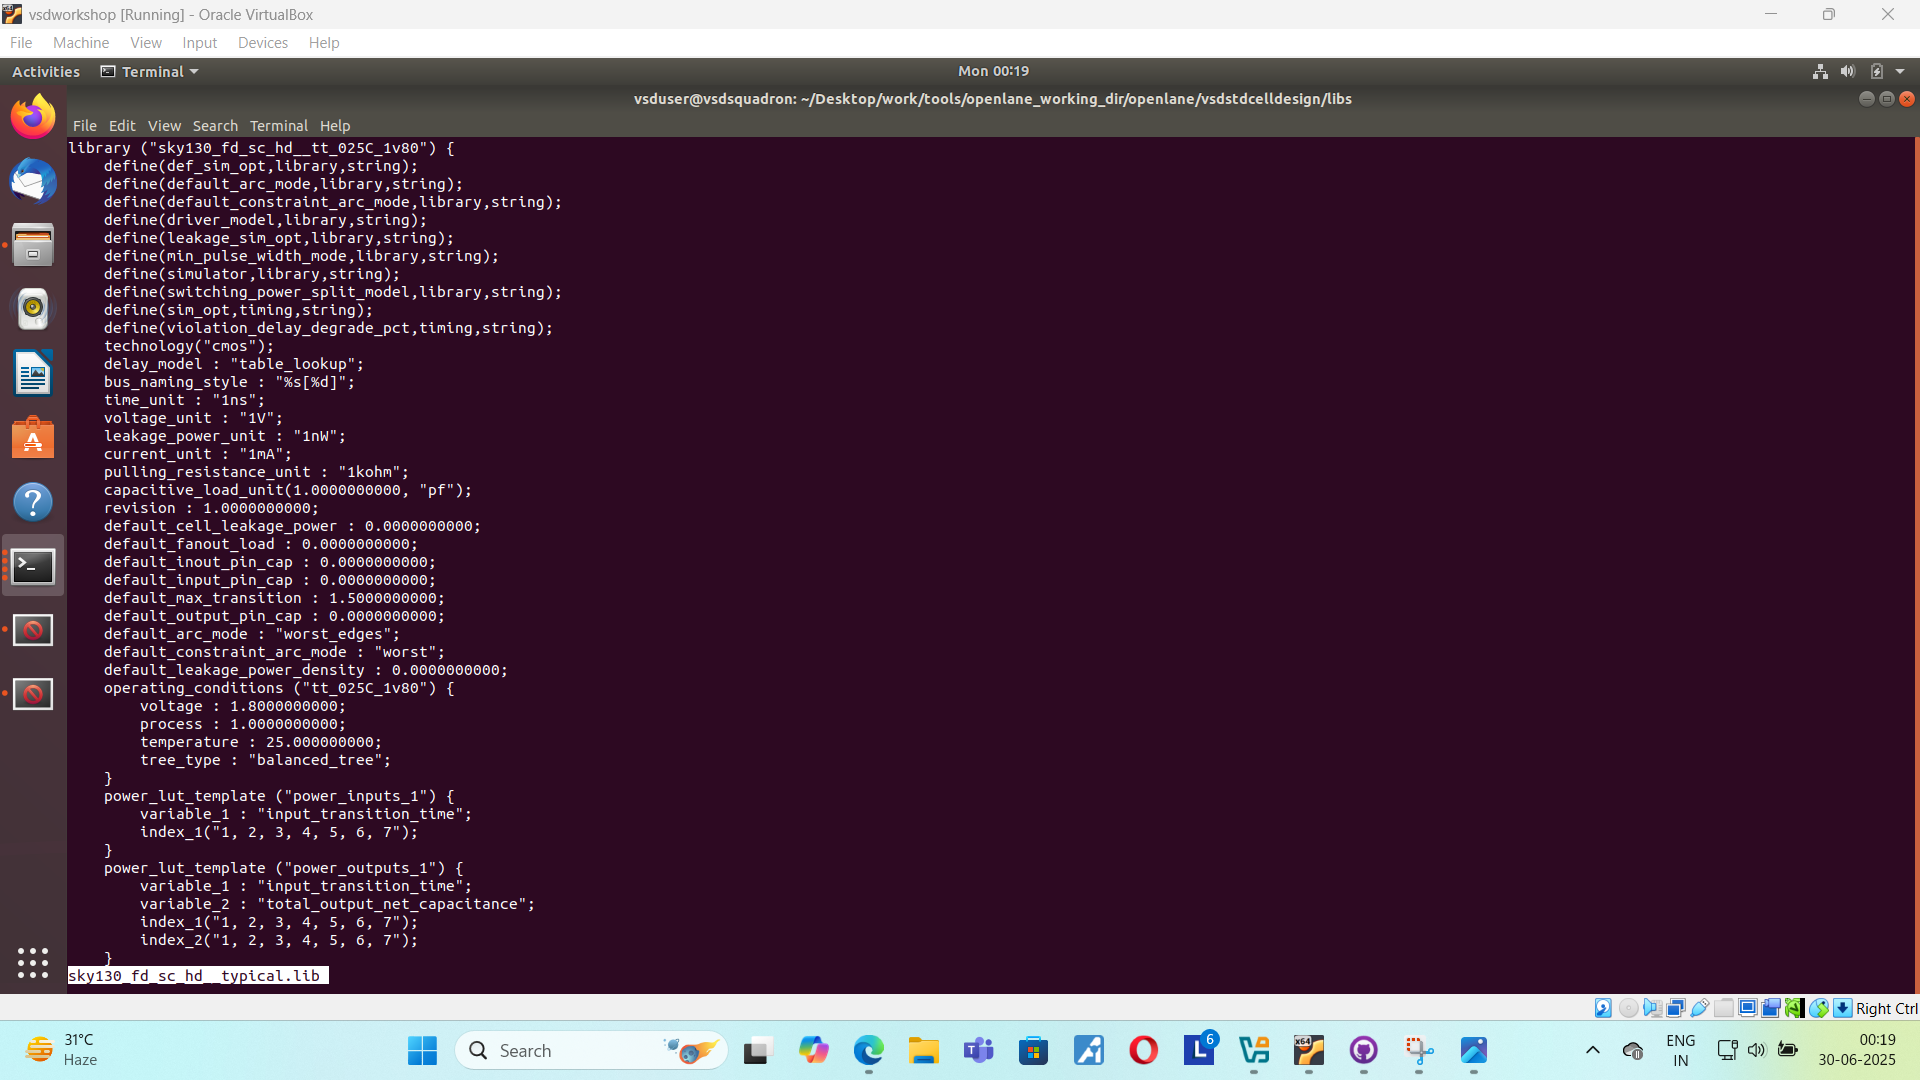 vsdworkshop [Running] - Oracle VirtualBox
File Machine View Input Devices Help
Activities Terminal Mon 00:19
vsduser@vsdsquadron: ~/Desktop/work/tools/openlane_working_dir/openlane/vsdstdcelldesign/libs
File Edit View Search Terminal Help
library ("sky130_fd_sc_hd__tt_025C_1v80") {
    define(def_sim_opt,library,string);
    define(default_arc_mode,library,string);
    define(default_constraint_arc_mode,library,string);
    define(driver_model,library,string);
    define(leakage_sim_opt,library,string);
    define(min_pulse_width_mode,library,string);
    define(simulator,library,string);
    define(switching_power_split_model,library,string);
    define(sim_opt,timing,string);
    define(violation_delay_degrade_pct,timing,string);
    technology("cmos");
    delay_model : "table_lookup";
    bus_naming_style : "%s[%d]";
    time_unit : "1ns";
    voltage_unit : "1V";
    leakage_power_unit : "1nW";
    current_unit : "1mA";
    pulling_resistance_unit : "1kohm";
    capacitive_load_unit(1.0000000000, "pf");
    revision : 1.0000000000;
    default_cell_leakage_power : 0.0000000000;
    default_fanout_load : 0.0000000000;
    default_inout_pin_cap : 0.0000000000;
    default_input_pin_cap : 0.0000000000;
    default_max_transition : 1.5000000000;
    default_output_pin_cap : 0.0000000000;
    default_arc_mode : "worst_edges";
    default_constraint_arc_mode : "worst";
    default_leakage_power_density : 0.0000000000;
    operating_conditions ("tt_025C_1v80") {
        voltage : 1.8000000000;
        process : 1.0000000000;
        temperature : 25.000000000;
        tree_type : "balanced_tree";
    }
    power_lut_template ("power_inputs_1") {
        variable_1 : "input_transition_time";
        index_1("1, 2, 3, 4, 5, 6, 7");
    }
    power_lut_template ("power_outputs_1") {
        variable_1 : "input_transition_time";
        variable_2 : "total_output_net_capacitance";
        index_1("1, 2, 3, 4, 5, 6, 7");
        index_2("1, 2, 3, 4, 5, 6, 7");
    }
sky130_fd_sc_hd__typical.lib
Right Ctrl
31°C
Haze
Search
6
ENG
IN
00:19
30-06-2025